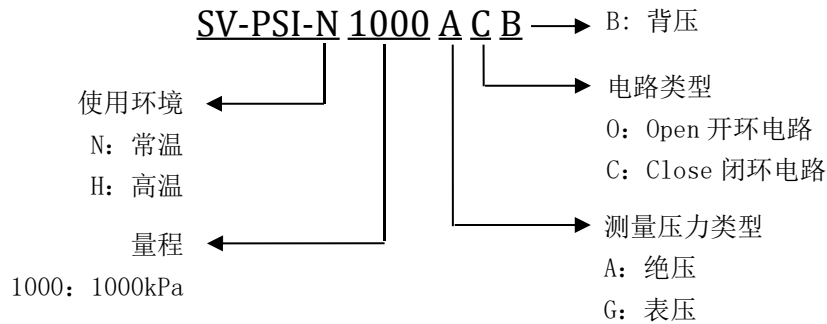 SV-PSI-N 1000 A C B
B: 背压
使用环境
N: 常温
H: 高温
量程
1000: 1000kPa
电路类型
O: Open 开环电路
C: Close 闭环电路
测量压力类型
A: 绝压
G: 表压